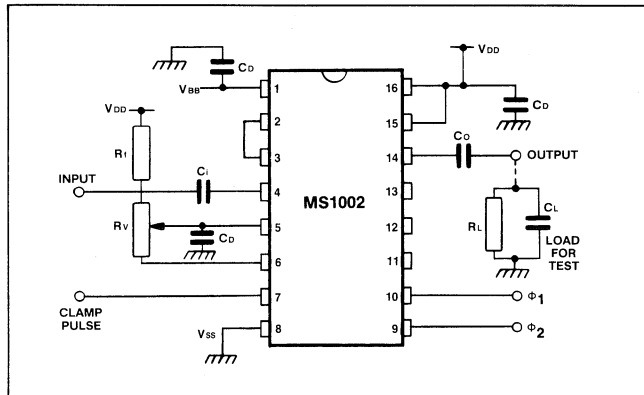 CD
VBB
VDD
R1
INPUT
Ci
RV
CD
CLAMP
PULSE
VSS
1
2
3
4
5
6
7
8
MS1002
16
15
14
13
12
11
10
9
VDD
CD
CO
OUTPUT
RL
CL
LOAD
FOR
TEST
Φ1
Φ2